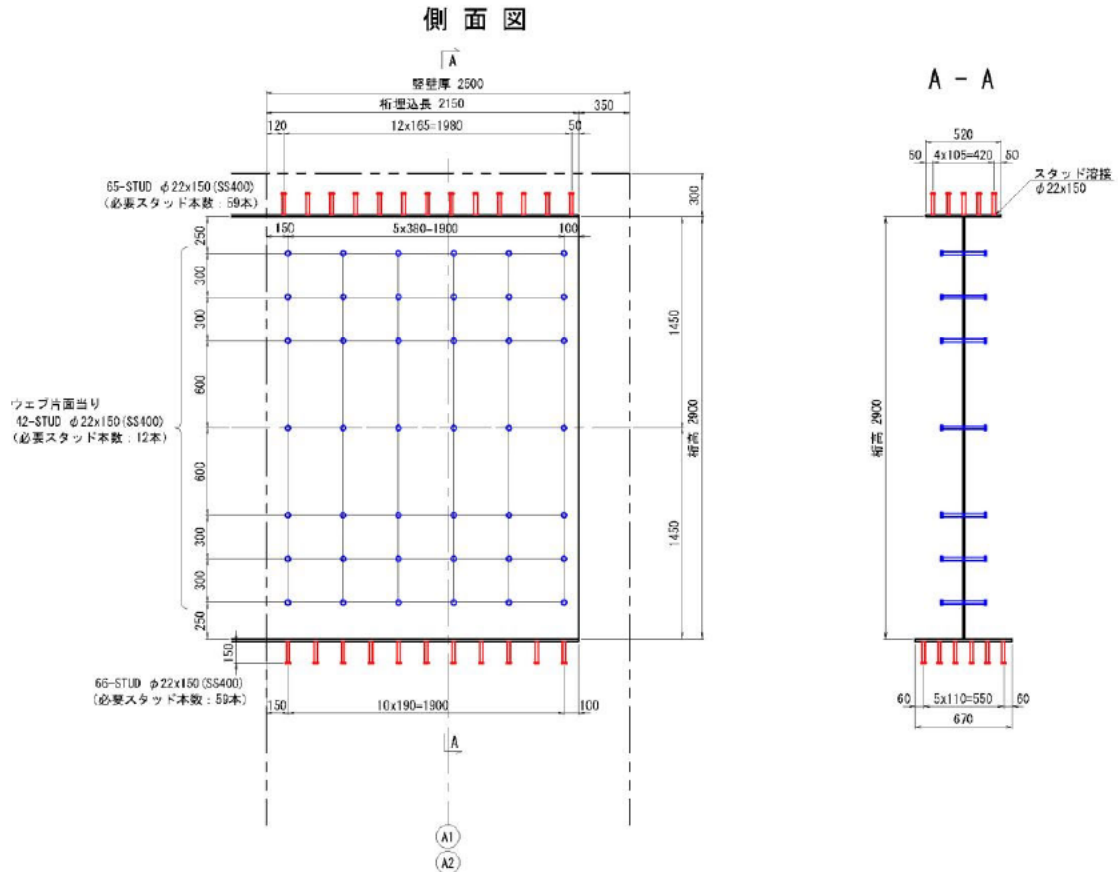 側面図
A
竪壁厚 2500
桁埋込長 2150
350
120
12x165=1980
50
65-STUD φ22x150(SS400)
(必要スタッド本数:59本)
300
150
5x380=1900
100
250
300
300
600
600
300
300
250
ウェブ片面当り
42-STUD φ22x150(SS400)
(必要スタッド本数:12本)
1450
1450
桁高 2900
150
66-STUD φ22x150(SS400)
(必要スタッド本数:59本)
150
10x190=1900
100
A
A1
A2
A - A
520
50
4x105=420
50
スタッド溶接
φ22x150
桁高 2900
60
5x110=550
60
670